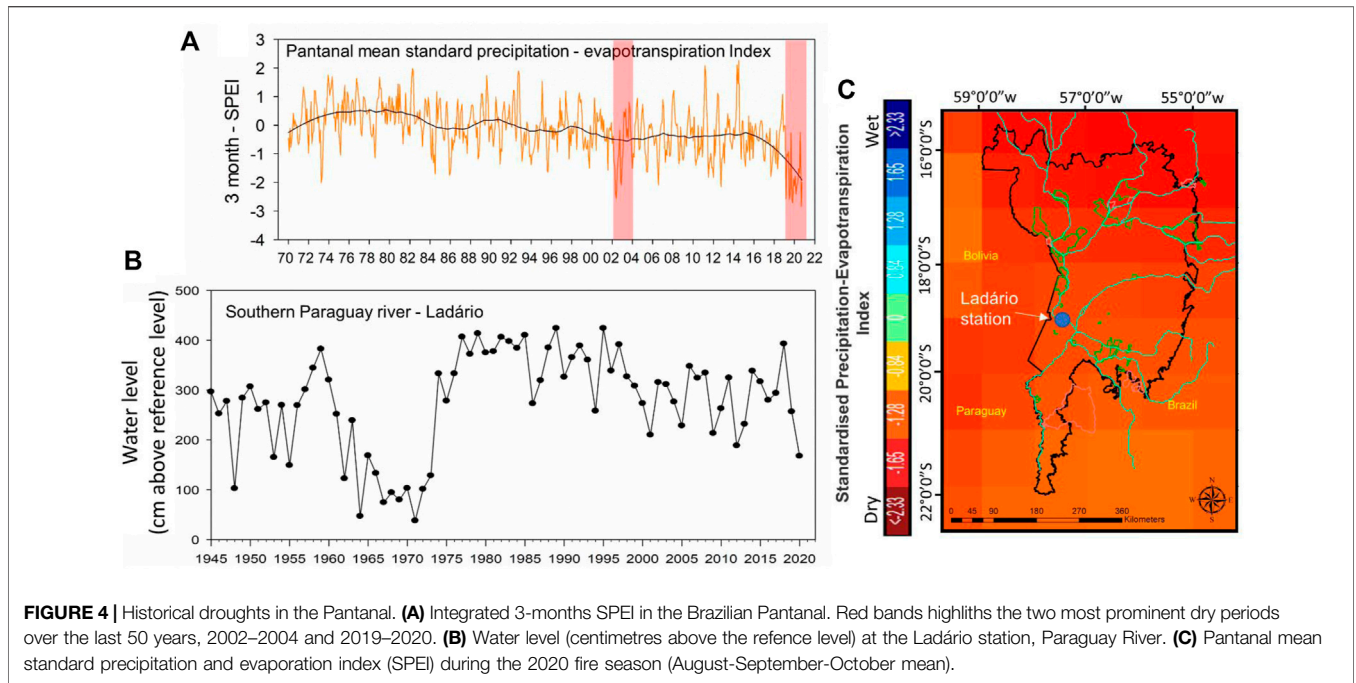 A
Pantanal mean standard precipitation - evapotranspiration Index
3 month - SPEI
3
2
1
0
-1
-2
-3
-4
70 72 74 76 78 80 82 84 86 88 90 92 94 96 98 00 02 04 06 08 10 12 14 16 18 20 22
B
Southern Paraguay river - Ladário
Water level
(cm above reference level)
500
400
300
200
100
0
1945 1950 1955 1960 1965 1970 1975 1980 1985 1990 1995 2000 2005 2010 2015 2020
C
Standardised Precipitation-Evapotranspiration
Index
Wet
Dry
>2.33
1.65
1.28
0.84
0
-0.84
-1.28
-1.65
<-2.33
59°0'0"w 57°0'0"w 55°0'0"w
16°0'0"S
18°0'0"S
20°0'0"S
22°0'0"S
Bolivia
Ladário
station
Paraguay
Brazil
N
W E
S
0 45 90 180 270 360
Kilometers
FIGURE 4 | Historical droughts in the Pantanal. (A) Integrated 3-months SPEI in the Brazilian Pantanal. Red bands highliths the two most prominent dry periods
over the last 50 years, 2002–2004 and 2019–2020. (B) Water level (centimetres above the refence level) at the Ladário station, Paraguay River. (C) Pantanal mean
standard precipitation and evaporation index (SPEI) during the 2020 fire season (August-September-October mean).